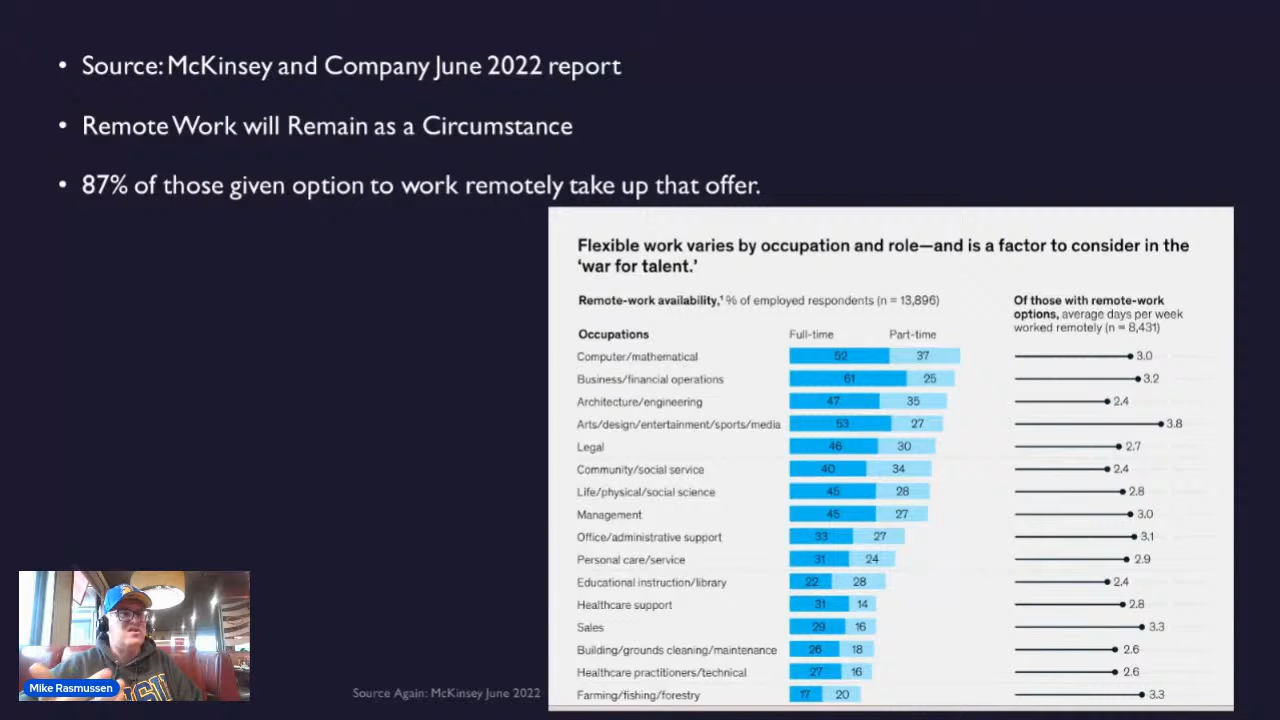 • Source: McKinsey and Company June 2022 report
• Remote Work will Remain as a Circumstance
• 87% of those given option to work remotely take up that offer.
Flexible work varies by occupation and role—and is a factor to consider in the
‘war for talent.’
Remote-work availability,¹ % of employed respondents (n = 13,896)
Of those with remote-work
options, average days per week
worked remotely (n = 8,431)
Occupations Full-time Part-time
Computer/mathematical 52 37 3.0
Business/financial operations 61 25 3.2
Architecture/engineering 47 35 2.4
Arts/design/entertainment/sports/media 53 27 3.8
Legal 46 30 2.7
Community/social service 40 34 2.4
Life/physical/social science 45 28 2.8
Management 45 27 3.0
Office/administrative support 33 27 3.1
Personal care/service 31 24 2.9
Educational instruction/library 22 28 2.4
Healthcare support 31 14 2.8
Sales 29 16 3.3
Building/grounds cleaning/maintenance 26 18 2.6
Healthcare practitioners/technical 27 16 2.6
Farming/fishing/forestry 17 20 3.3
Mike Rasmussen
Source Again: McKinsey June 2022